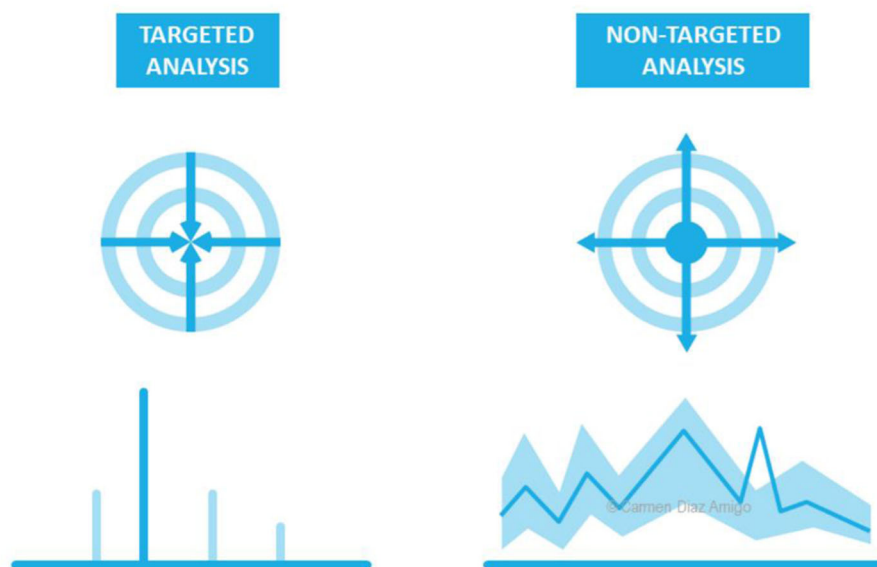 TARGETED
ANALYSIS
NON-TARGETED
ANALYSIS
© Carmen Diaz Amigo